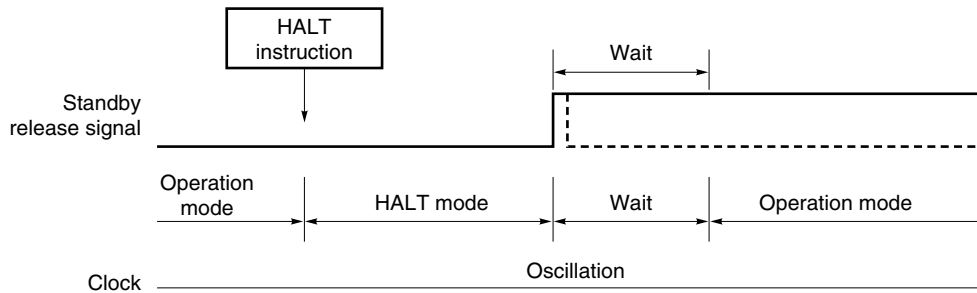 HALT
instruction
Wait
Standby
release signal
Operation
mode
HALT mode
Wait
Operation mode
Oscillation
Clock